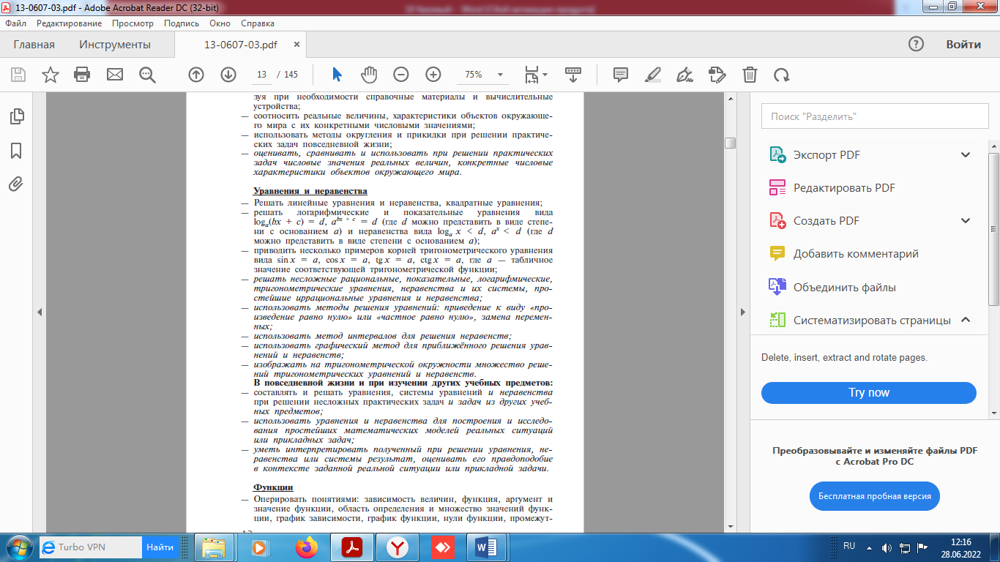 13-0607-03.pdf - Adobe Acrobat Reader DC (32-bit)
Файл Редактирование Просмотр Подпись Окно Справка
Главная Инструменты 13-0607-03.pdf × Войти
13 / 145 75%
зуя при необходимости справочные материалы и вычислительные
устройства;
— соотносить реальные величины, характеристики объектов окружающе-
го мира с их конкретными числовыми значениями;
— использовать методы округления и прикидки при решении практиче-
ских задач повседневной жизни;
— оценивать, сравнивать и использовать при решении практических
задач числовые значения реальных величин, конкретные числовые
характеристики объектов окружающего мира.
Уравнения и неравенства
— Решать линейные уравнения и неравенства, квадратные уравнения;
— решать логарифмические и показательные уравнения вида
logₐ(bx + c) = d, a^(bx + c) = d (где d можно представить в виде степе-
ни с основанием a) и неравенства вида logₐ x < d, aˣ < d (где d
можно представить в виде степени с основанием a);
— приводить несколько примеров корней тригонометрического уравнения
вида sin x = a, cos x = a, tg x = a, ctg x = a, где a — табличное
значение соответствующей тригонометрической функции;
— решать несложные рациональные, показательные, логарифмические,
тригонометрические уравнения, неравенства и их системы, про-
стейшие иррациональные уравнения и неравенства;
— использовать методы решения уравнений: приведение к виду «про-
изведение равно нулю» или «частное равно нулю», замена перемен-
ных;
— использовать метод интервалов для решения неравенств;
— использовать графический метод для приближённого решения урав-
нений и неравенств;
— изображать на тригонометрической окружности множество реше-
ний тригонометрических уравнений и неравенств.
В повседневной жизни и при изучении других учебных предметов:
— составлять и решать уравнения, системы уравнений и неравенства
при решении несложных практических задач и задач из других учеб-
ных предметов;
— использовать уравнения и неравенства для построения и исследо-
вания простейших математических моделей реальных ситуаций
или прикладных задач;
— уметь интерпретировать полученный при решении уравнения, не-
равенства или системы результат, оценивать его правдоподобие
в контексте заданной реальной ситуации или прикладной задачи.
Функции
— Оперировать понятиями: зависимость величин, функция, аргумент и
значение функции, область определения и множество значений функ-
ции, график зависимости, график функции, нули функции, промежут-
Поиск "Разделить"
Экспорт PDF
Редактировать PDF
Создать PDF
Добавить комментарий
Объединить файлы
Систематизировать страницы
Delete, insert, extract and rotate pages.
Try now
Преобразовывайте и изменяйте файлы PDF
с Acrobat Pro DC
Бесплатная пробная версия
Turbo VPN Найти
RU
12:16
28.06.2022